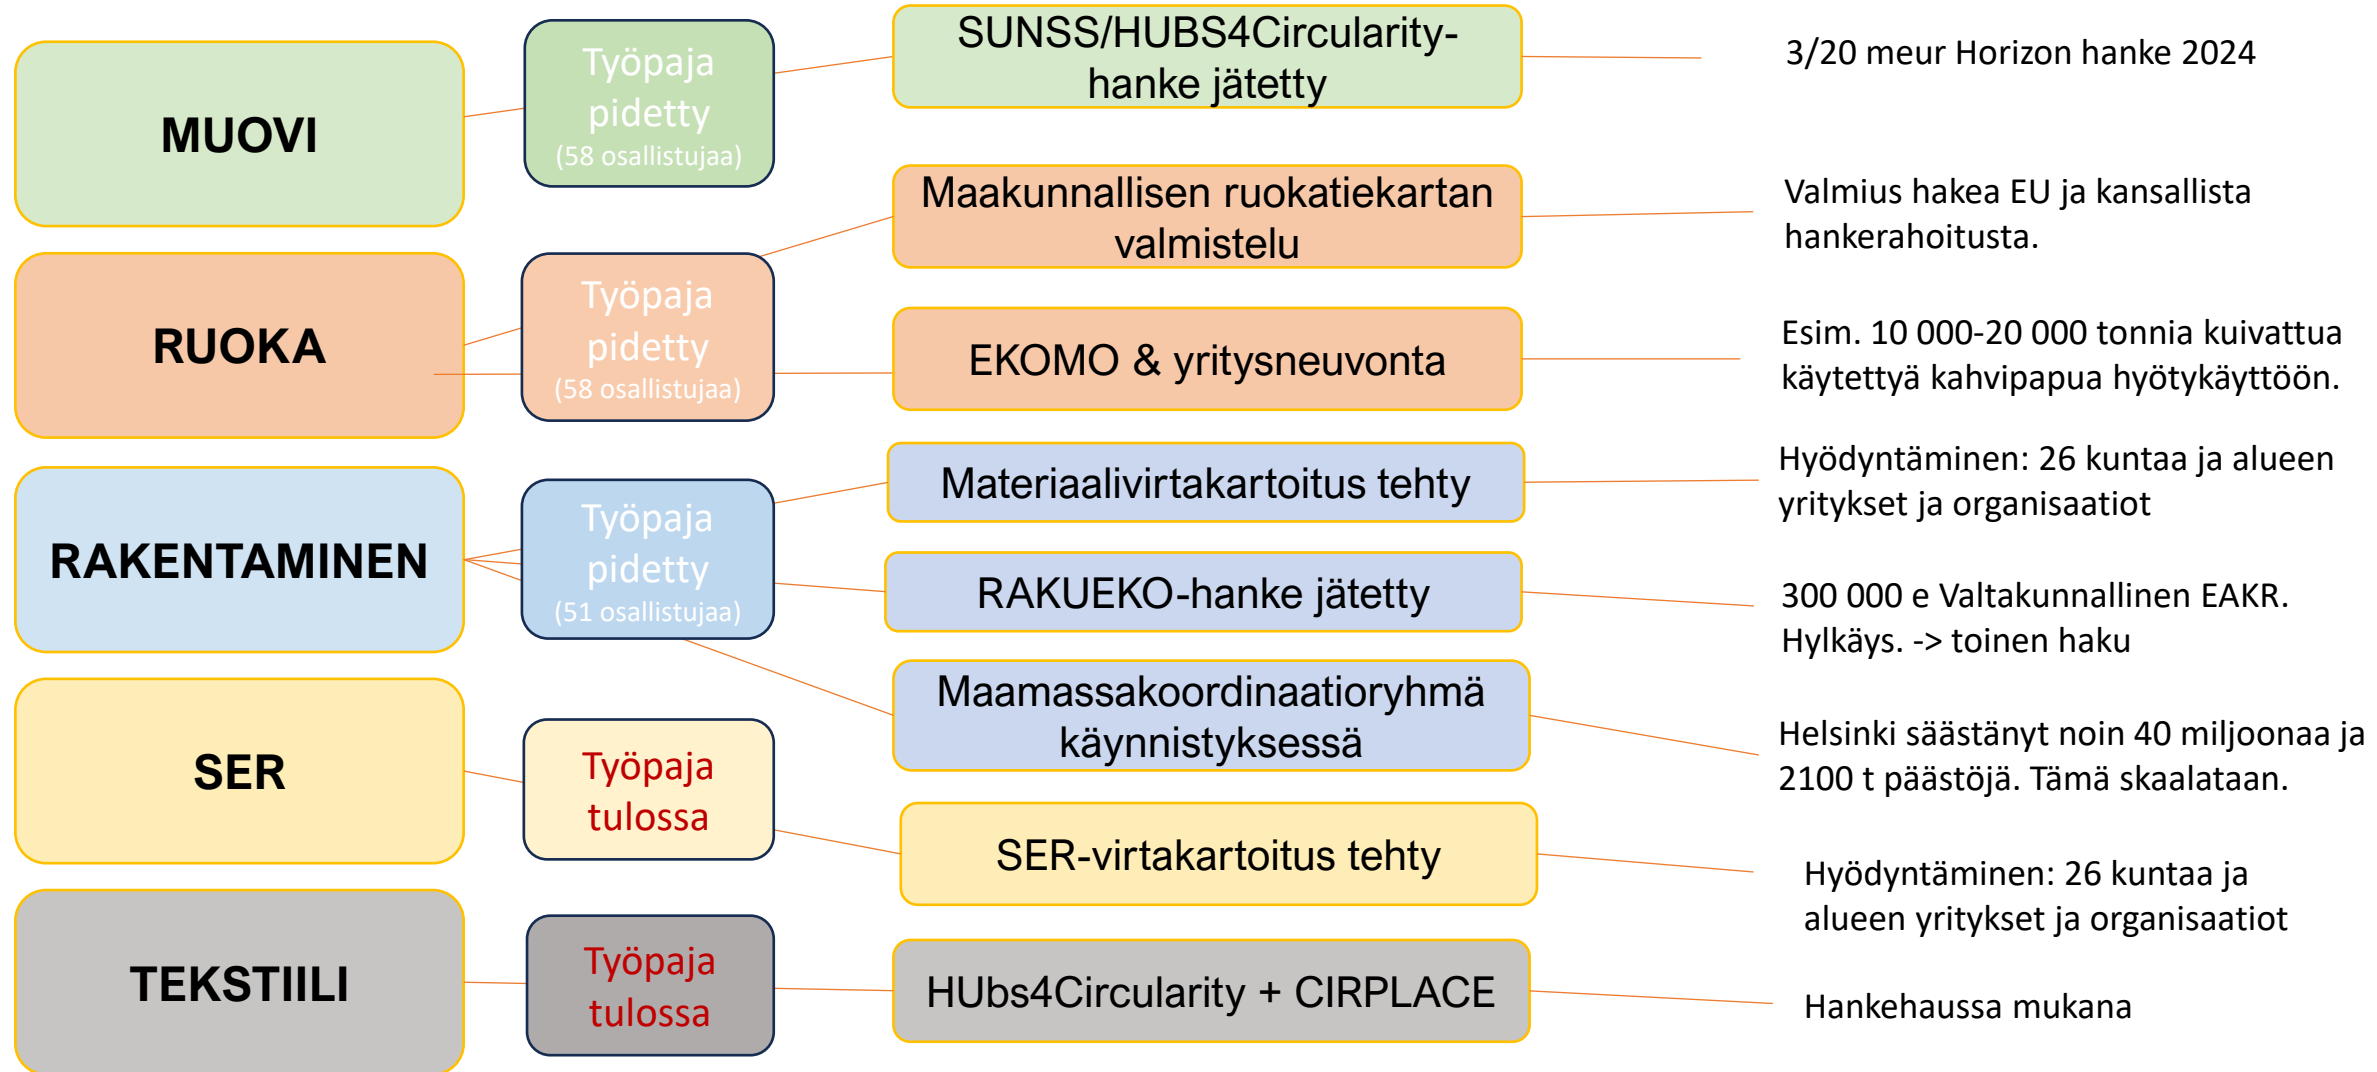 MUOVI
Työpaja
pidetty
(58 osallistujaa)
SUNSS/HUBS4Circularity-
hanke jätetty
3/20 meur Horizon hanke 2024
RUOKA
Työpaja
pidetty
(58 osallistujaa)
Maakunnallisen ruokatiekartan
valmistelu
Valmius hakea EU ja kansallista
hankerahoitusta.
EKOMO & yritysneuvonta
Esim. 10 000-20 000 tonnia kuivattua
käytettyä kahvipapua hyötykäyttöön.
RAKENTAMINEN
Työpaja
pidetty
(51 osallistujaa)
Materiaalivirtakartoitus tehty
Hyödyntäminen: 26 kuntaa ja alueen
yritykset ja organisaatiot
RAKUEKO-hanke jätetty
300 000 e Valtakunnallinen EAKR.
Hylkäys. -> toinen haku
Maamassakoordinaatioryhmä
käynnistyksessä
Helsinki säästänyt noin 40 miljoonaa ja
2100 t päästöjä. Tämä skaalataan.
SER
Työpaja
tulossa
SER-virtakartoitus tehty
Hyödyntäminen: 26 kuntaa ja
alueen yritykset ja organisaatiot
TEKSTIILI
Työpaja
tulossa
HUbs4Circularity + CIRPLACE
Hankehaussa mukana